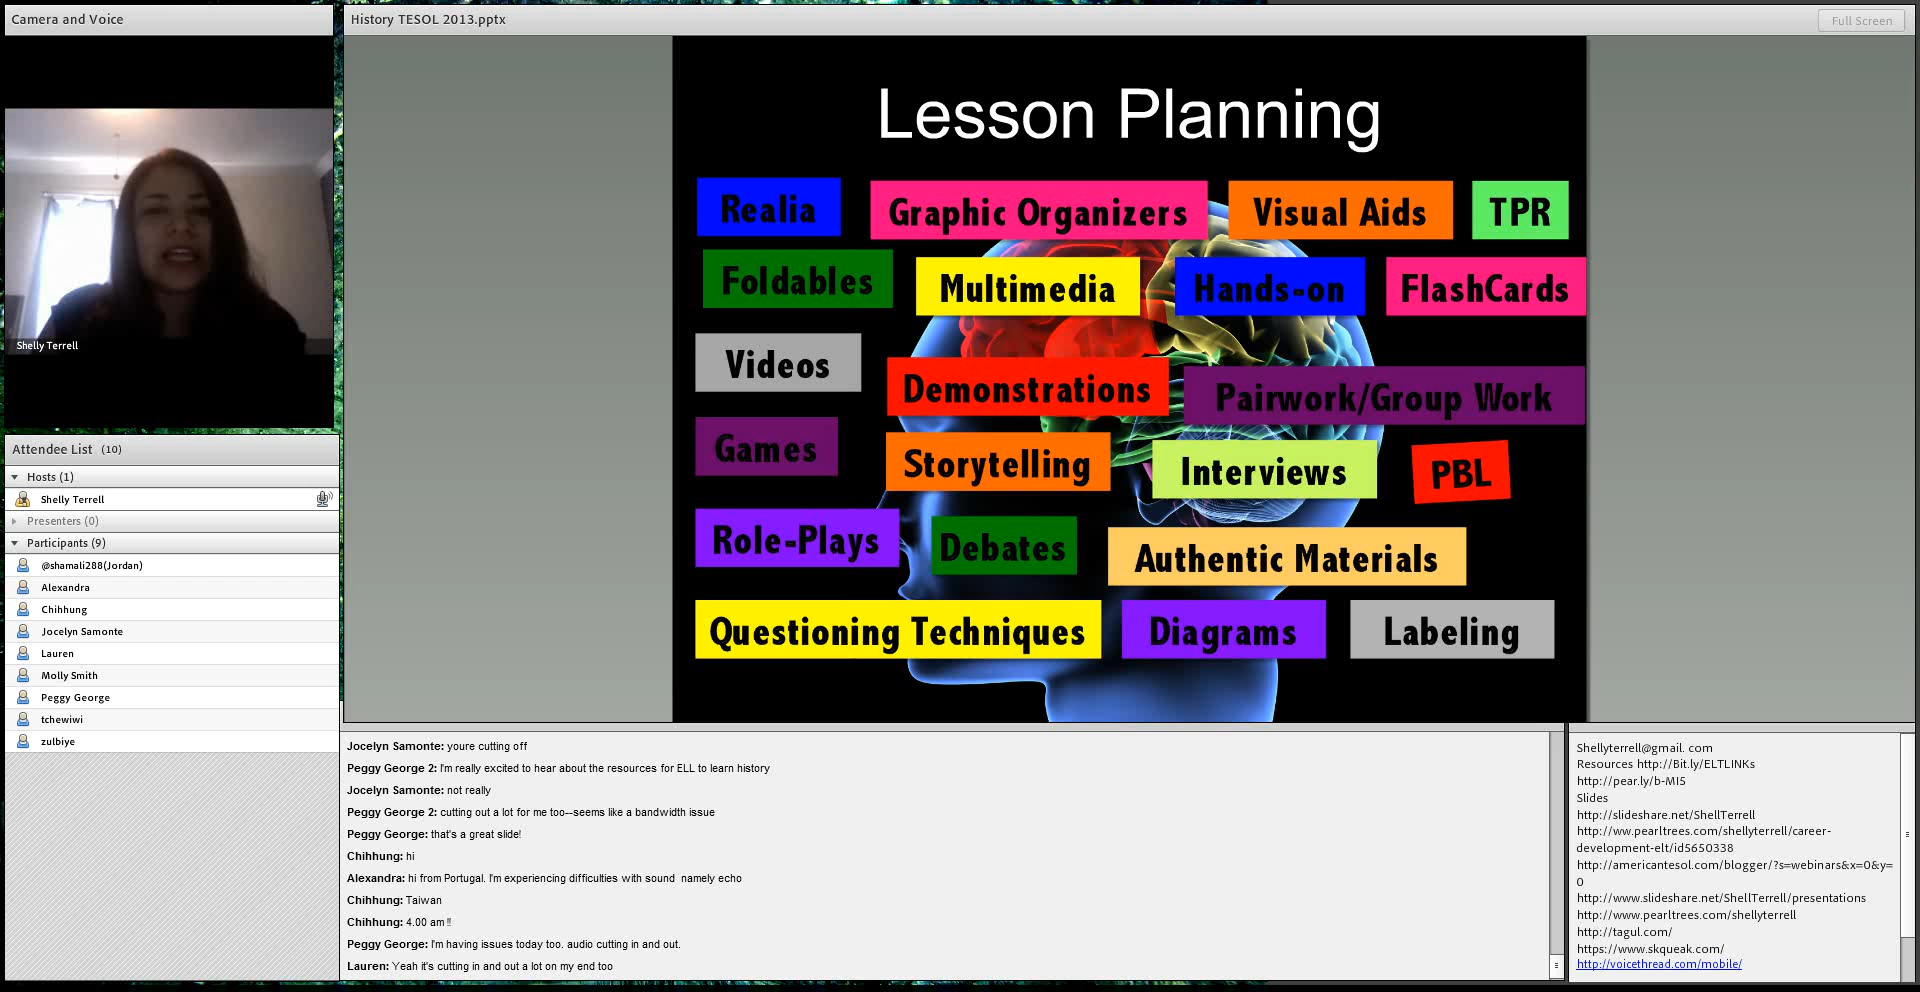 Camera and Voice
Shelly Terrell
Attendee List (10)
Hosts (1)
Shelly Terrell
Presenters (0)
Participants (9)
@shamali288(Jordan)
Alexandra
Chihhung
Jocelyn Samonte
Lauren
Molly Smith
Peggy George
tchewiwi
zulbiye
History TESOL 2013.pptx
Full Screen
Lesson Planning
Realia Graphic Organizers Visual Aids TPR
Foldables Multimedia Hands-on FlashCards
Videos Demonstrations Pairwork/Group Work
Games Storytelling Interviews PBL
Role-Plays Debates Authentic Materials
Questioning Techniques Diagrams Labeling
Jocelyn Samonte: youre cutting off
Peggy George 2: I'm really excited to hear about the resources for ELL to learn history
Jocelyn Samonte: not really
Peggy George 2: cutting out a lot for me too--seems like a bandwidth issue
Peggy George: that's a great slide!
Chihhung: hi
Alexandra: hi from Portugal. I'm experiencing difficulties with sound namely echo
Chihhung: Taiwan
Chihhung: 4.00 am !!
Peggy George: I'm having issues today too. audio cutting in and out.
Lauren: Yeah it's cutting in and out a lot on my end too
Shellyterrell@gmail. com
Resources http://Bit.ly/ELTLINKs
http://pear.ly/b-MI5
Slides
http://slideshare.net/ShellTerrell
http://ww.pearltrees.com/shellyterrell/career-
development-elt/id5650338
http://americantesol.com/blogger/?s=webinars&x=0&y=
0
http://www.slideshare.net/ShellTerrell/presentations
http://www.pearltrees.com/shellyterrell
http://tagul.com/
https://www.skqueak.com/
http://voicethread.com/mobile/